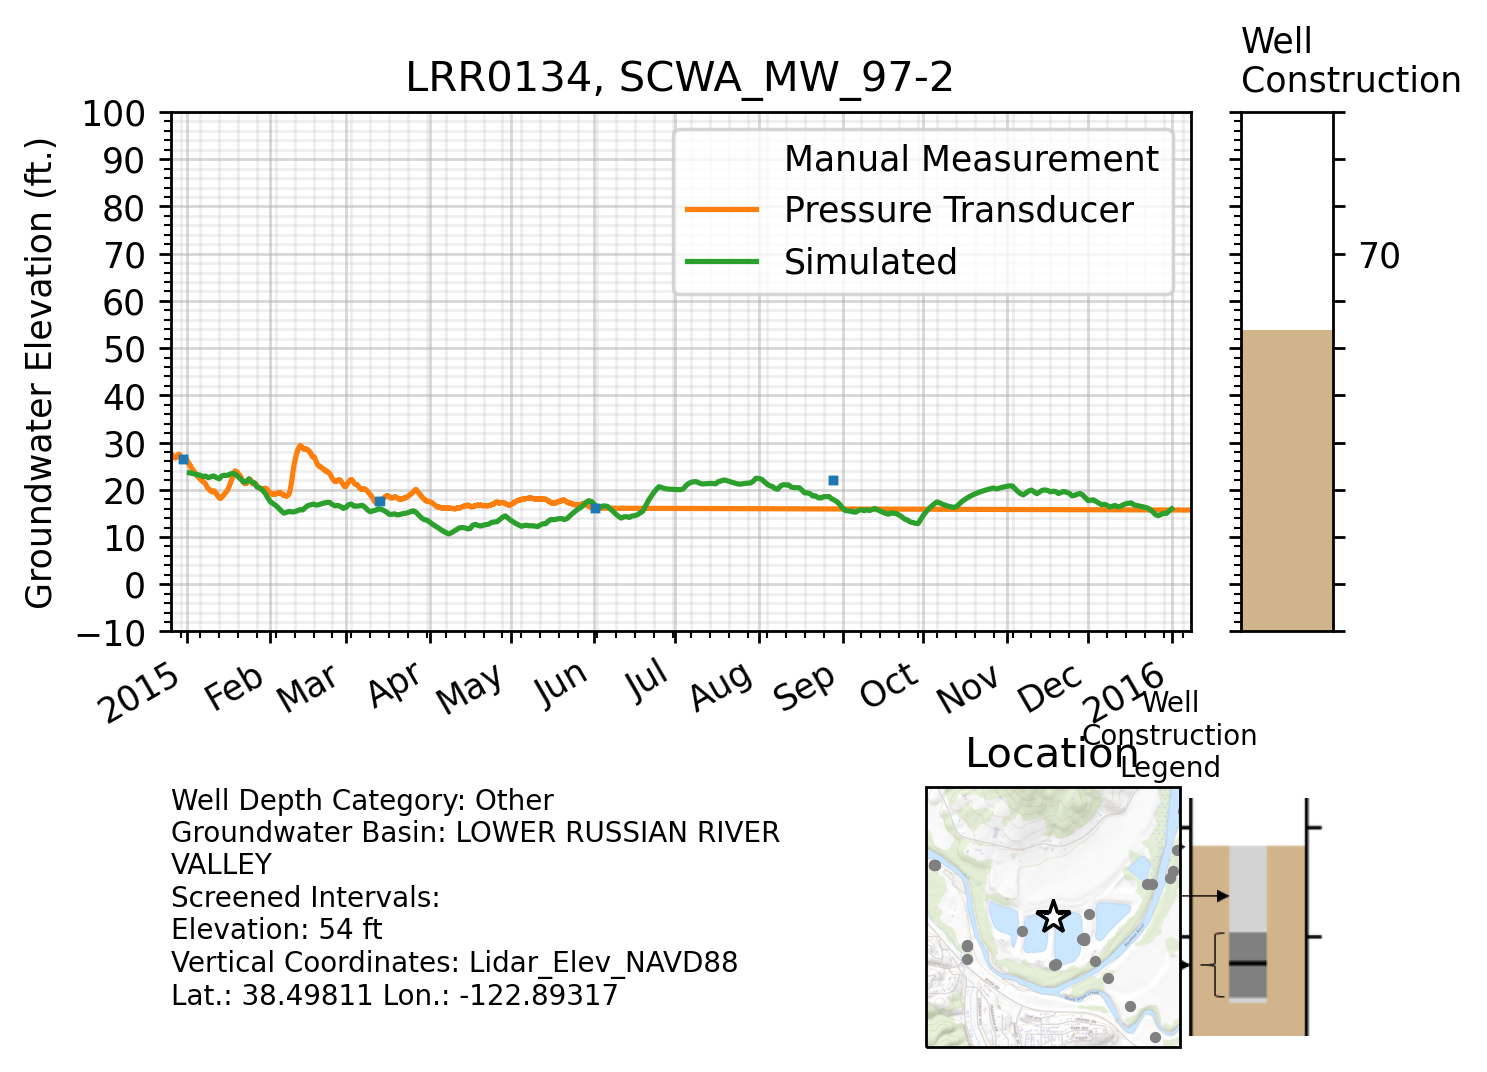 Well
Construction
LRR0134, SCWA_MW_97-2
Groundwater Elevation (ft.)
100
90
80
70
60
50
40
30
20
10
0
−10
Manual Measurement
Pressure Transducer
Simulated
70
2015
Feb
Mar
Apr
May
Jun
Jul
Aug
Sep
Oct
Nov
Dec
2016
Well
Construction
Legend
Location
Well Depth Category: Other
Groundwater Basin: LOWER RUSSIAN RIVER
VALLEY
Screened Intervals:
Elevation: 54 ft
Vertical Coordinates: Lidar_Elev_NAVD88
Lat.: 38.49811 Lon.: -122.89317